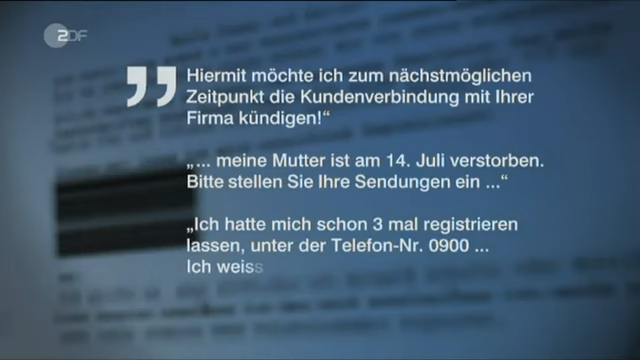 ZDF
Hiermit möchte ich zum nächstmöglichen
Zeitpunkt die Kundenverbindung mit Ihrer
Firma kündigen!“
„... meine Mutter ist am 14. Juli verstorben.
Bitte stellen Sie Ihre Sendungen ein ...“
„Ich hatte mich schon 3 mal registrieren
lassen, unter der Telefon-Nr. 0900 ...
Ich weiss